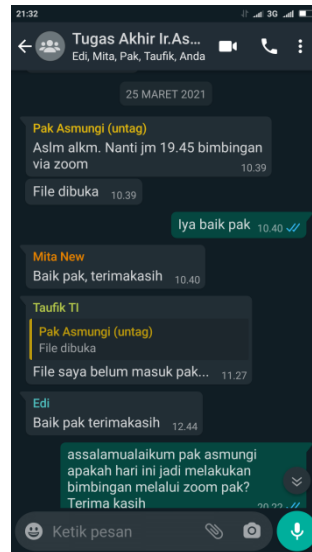 21:32
3G
Tugas Akhir Ir.As...
Edi, Mita, Pak, Taufik, Anda
25 MARET 2021
Pak Asmungi (untag)
Aslm alkm. Nanti jm 19.45 bimbingan
via zoom
10.39
File dibuka 10.39
Iya baik pak 10.40
Mita New
Baik pak, terimakasih 10.40
Taufik TI
Pak Asmungi (untag)
File dibuka
File saya belum masuk pak... 11.27
Edi
Baik pak terimakasih 12.44
assalamualaikum pak asmungi
apakah hari ini jadi melakukan
bimbingan melalui zoom pak?
Terima kasih 20.22
Ketik pesan